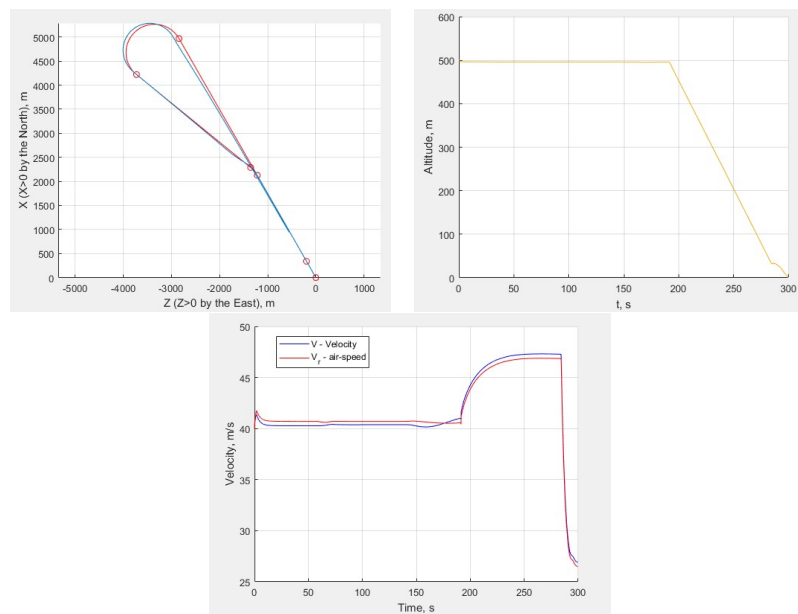 5000
4500
4000
3500
3000
2500
2000
1500
1000
500
0
X (X>0 by the North), m
-5000 -4000 -3000 -2000 -1000 0 1000
Z (Z>0 by the East), m
600
500
400
300
200
100
0
Altitude, m
0 50 100 150 200 250 300
t, s
50
45
40
35
30
25
Velocity, m/s
V - Velocity
Vr - air-speed
0 50 100 150 200 250 300
Time, s